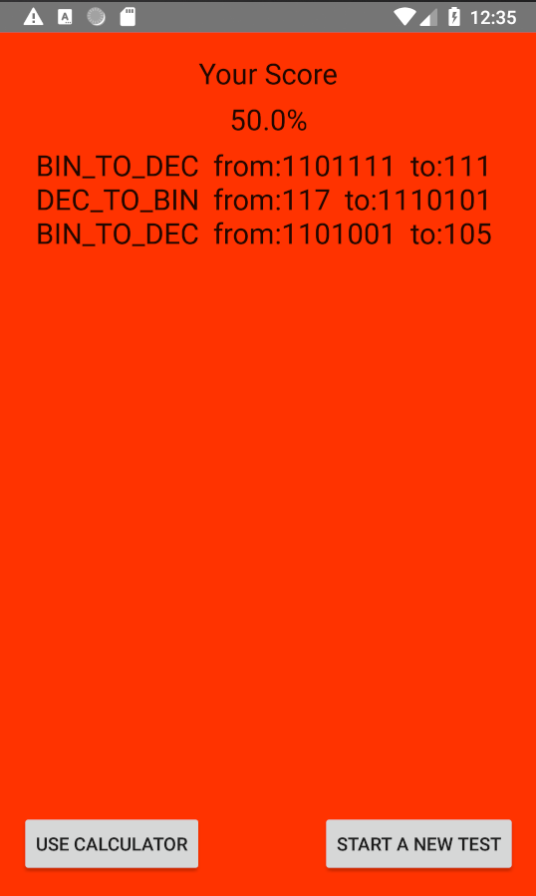 12:35
Your Score
50.0%
BIN_TO_DEC from:1101111 to:111
DEC_TO_BIN from:117 to:1110101
BIN_TO_DEC from:1101001 to:105
USE CALCULATOR
START A NEW TEST